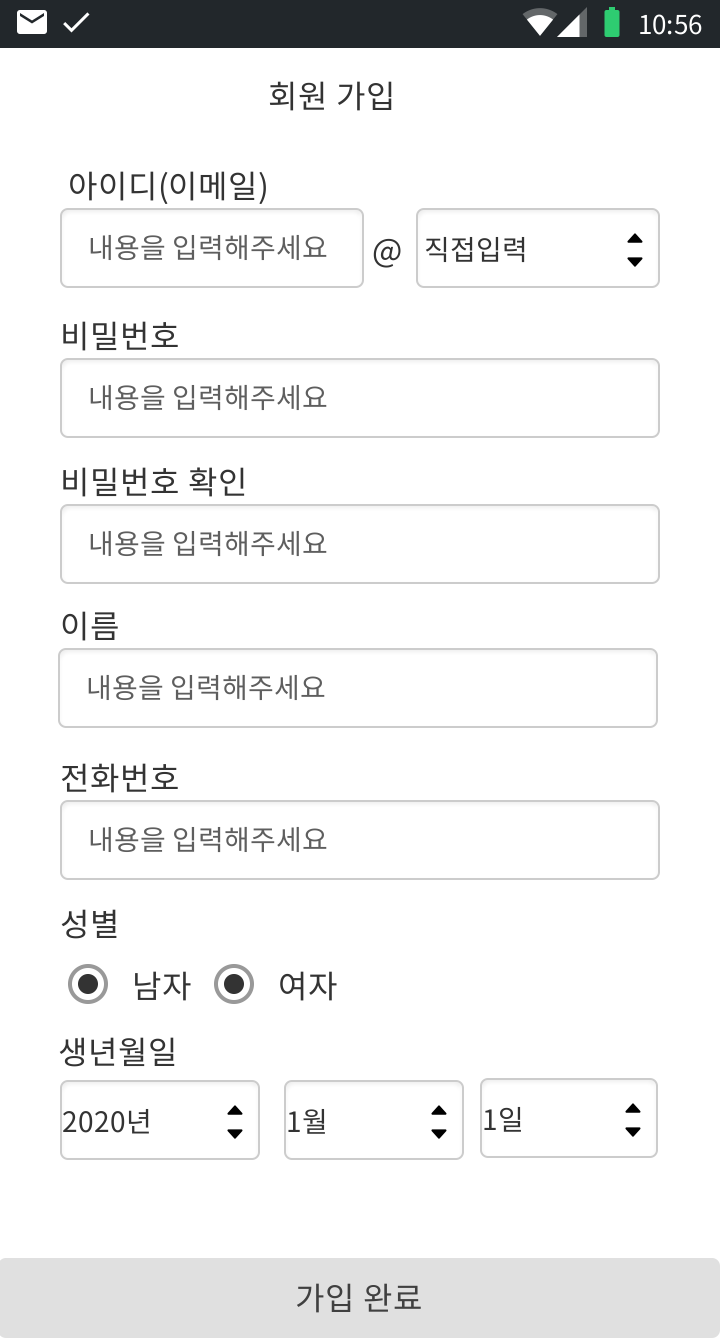 10:56
회원 가입
아이디(이메일)
내용을 입력해주세요 @ 직접입력
비밀번호
내용을 입력해주세요
비밀번호 확인
내용을 입력해주세요
이름
내용을 입력해주세요
전화번호
내용을 입력해주세요
성별
남자 여자
생년월일
2020년 1월 1일
가입 완료